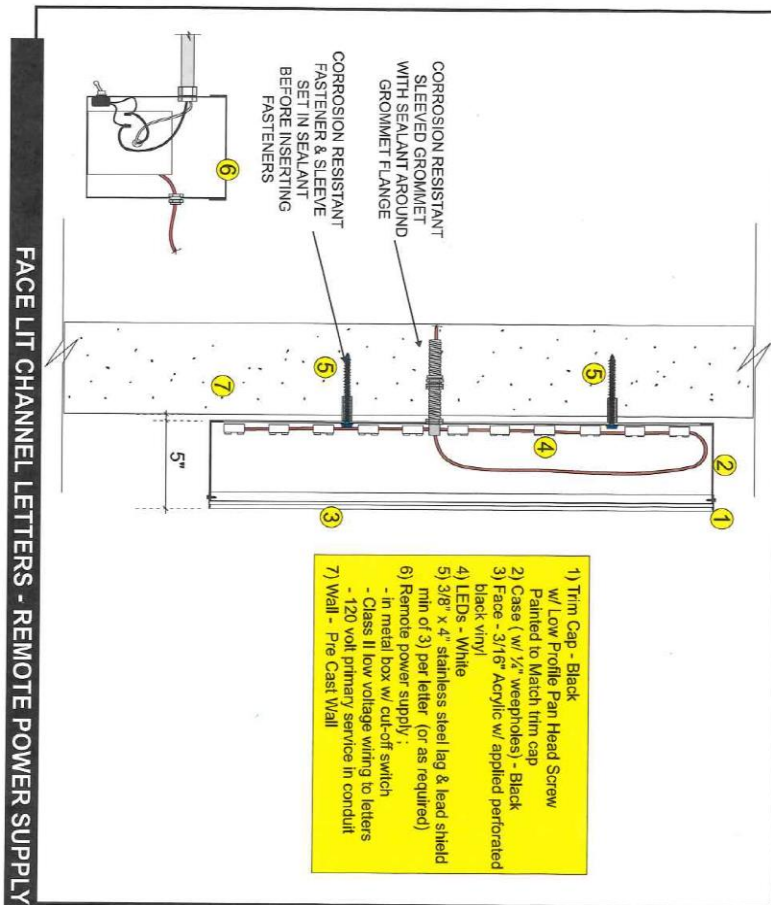 CORROSION RESISTANT
SLEEVED GROMMET
WITH SEALANT AROUND
GROMMET FLANGE
CORROSION RESISTANT
FASTENER & SLEEVE
SET IN SEALANT
BEFORE INSERTING
FASTENERS
6
7
5
5
4
2
1
3
5"
1) Trim Cap - Black
w/ Low Profile Pan Head Screw
Painted to Match trim cap
2) Case ( w/ ¼" weepholes) - Black
3) Face - 3/16" Acrylic w/ applied perforated
black vinyl
4) LEDs - White
5) 3/8" x 4" stainless steel lag & lead shield
min of 3) per letter (or as required)
6) Remote power supply ;
- in metal box w/ cut-off switch
- Class II low voltage wiring to letters
- 120 volt primary service in conduit
7) Wall - Pre Cast Wall
FACE LIT CHANNEL LETTERS - REMOTE POWER SUPPLY